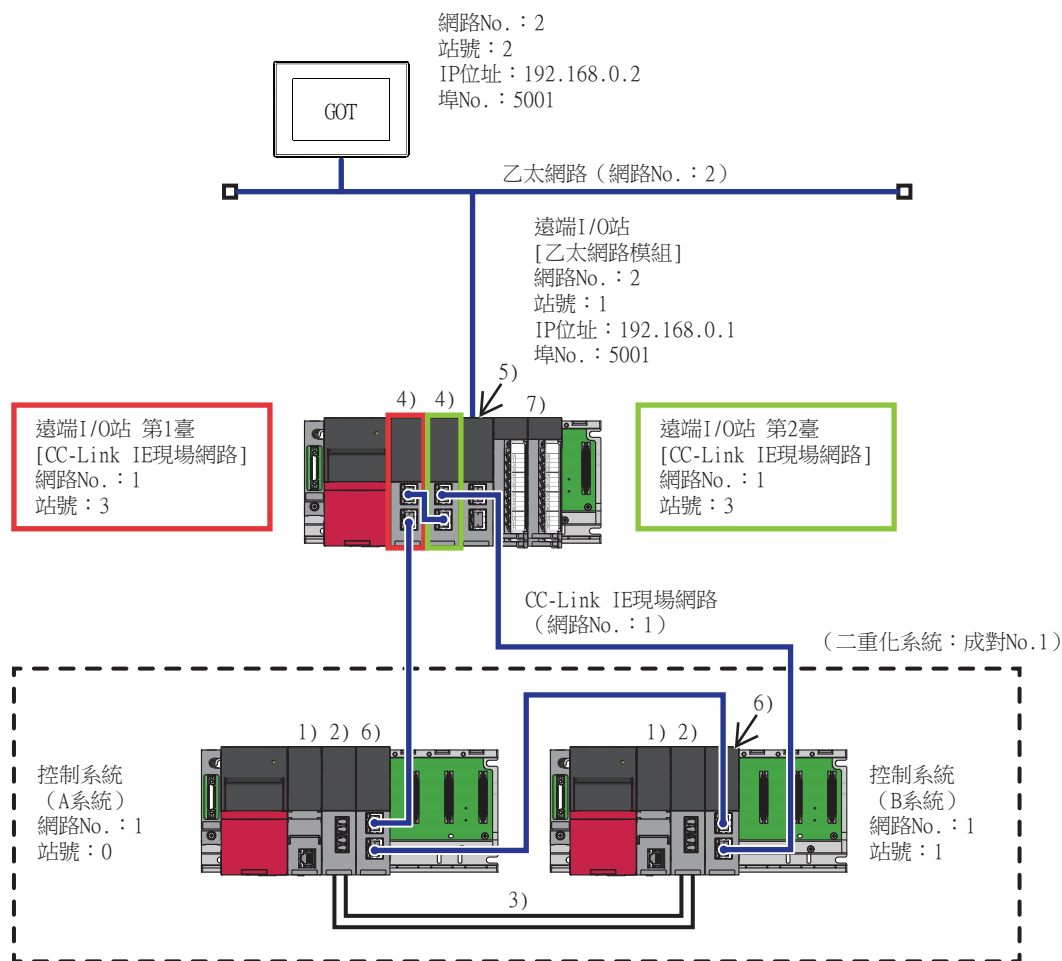 網路No.：2
站號：2
IP位址：192.168.0.2
埠No.：5001
GOT
乙太網路（網路No.：2）
遠端I/O站
[乙太網路模組]
網路No.：2
站號：1
IP位址：192.168.0.1
埠No.：5001
5)
4)
4)
7)
遠端I/O站 第1臺
[CC-Link IE現場網路]
網路No.：1
站號：3
遠端I/O站 第2臺
[CC-Link IE現場網路]
網路No.：1
站號：3
CC-Link IE現場網路
（網路No.：1）
（二重化系統：成對No.1）
1)
2)
6)
1)
2)
6)
控制系統
（A系統）
網路No.：1
站號：0
控制系統
（B系統）
網路No.：1
站號：1
3)